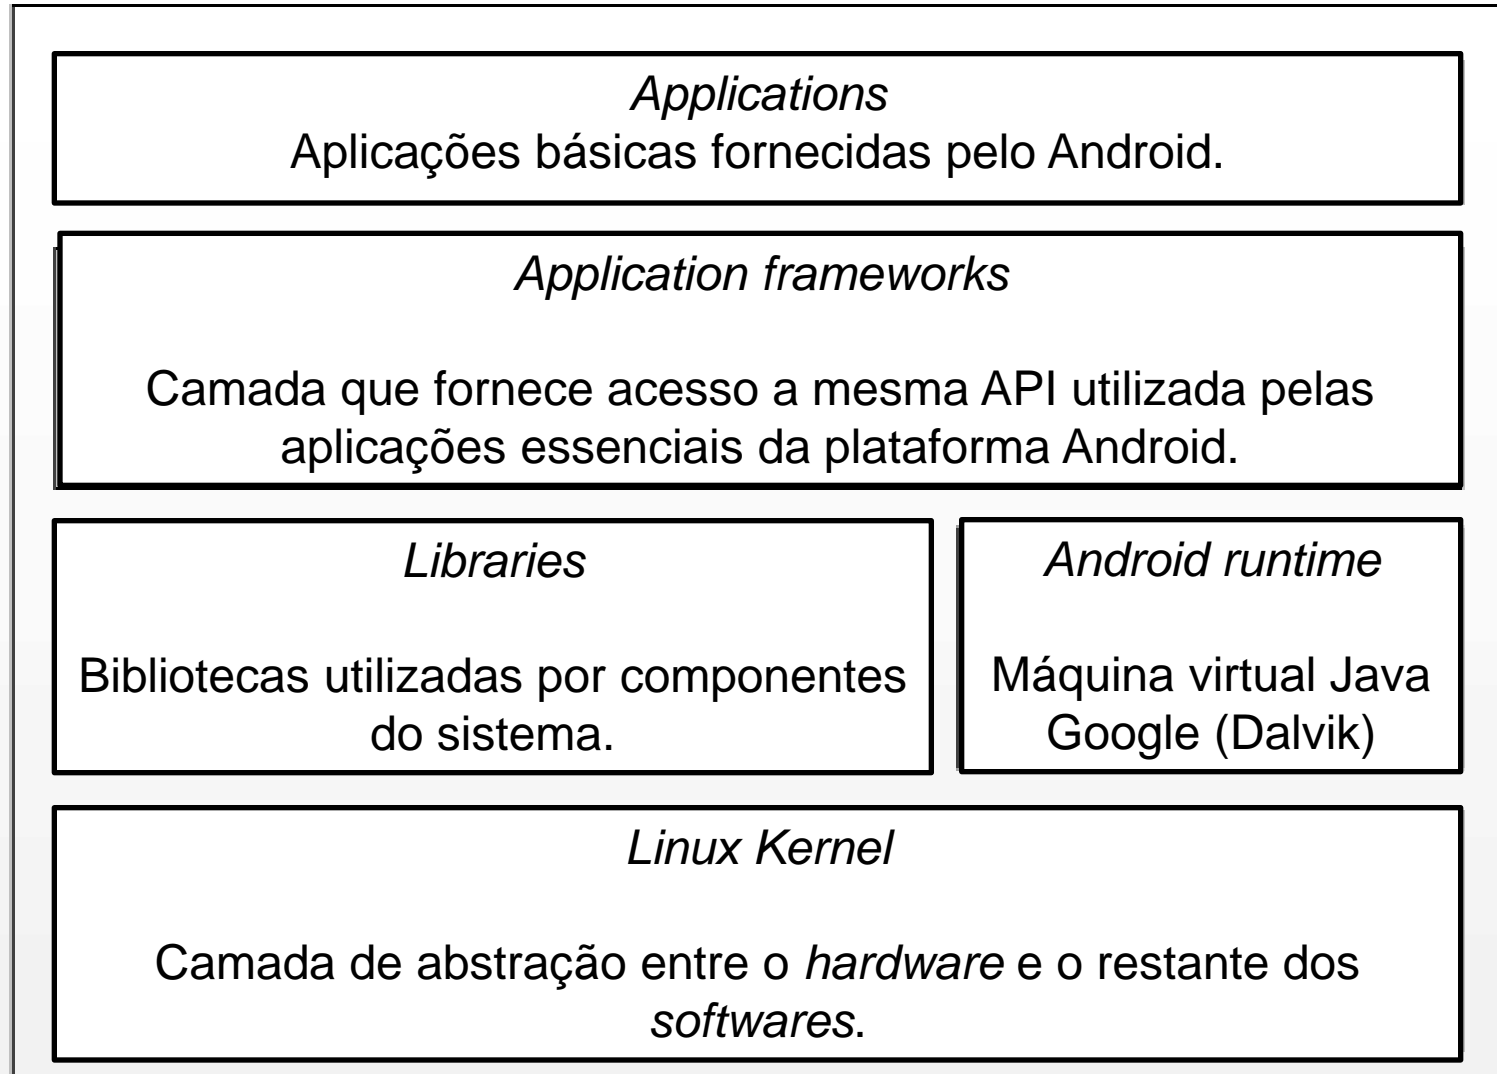 Applications
Aplicações básicas fornecidas pelo Android.
Application frameworks
Camada que fornece acesso a mesma API utilizada pelas
aplicações essenciais da plataforma Android.
Libraries
Bibliotecas utilizadas por componentes
do sistema.
Android runtime
Máquina virtual Java
Google (Dalvik)
Linux Kernel
Camada de abstração entre o hardware e o restante dos
softwares.